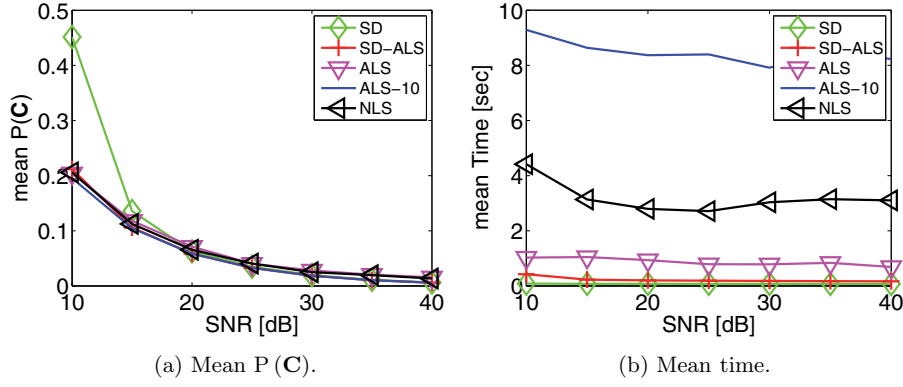 0.5
0.4
0.3
0.2
0.1
0
10
20
30
40
mean P(C)
SNR [dB]
SD
SD−ALS
ALS
ALS−10
NLS
(a) Mean P (C).
10
8
6
4
2
0
10
20
30
40
mean Time [sec]
SNR [dB]
SD
SD−ALS
ALS
ALS−10
NLS
(b) Mean time.